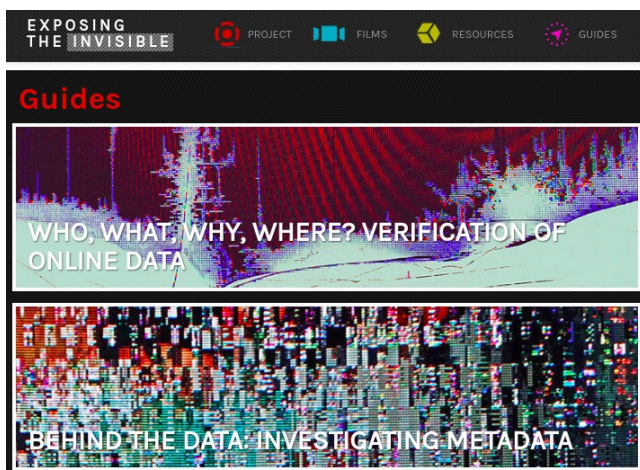 EXPOSING
THE INVISIBLE
PROJECT
FILMS
RESOURCES
GUIDES
Guides
WHO, WHAT, WHY, WHERE? VERIFICATION OF
ONLINE DATA
BEHIND THE DATA: INVESTIGATING METADATA